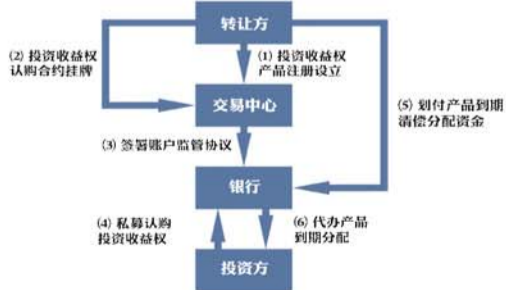 转让方
(2) 投资收益权
认购合约挂牌
(1) 投资收益权
产品注册设立
交易中心
(5) 划付产品到期
清偿分配资金
(3) 签署账户监管协议
银行
(4) 私募认购
投资收益权
(6) 代办产品
到期分配
投资方